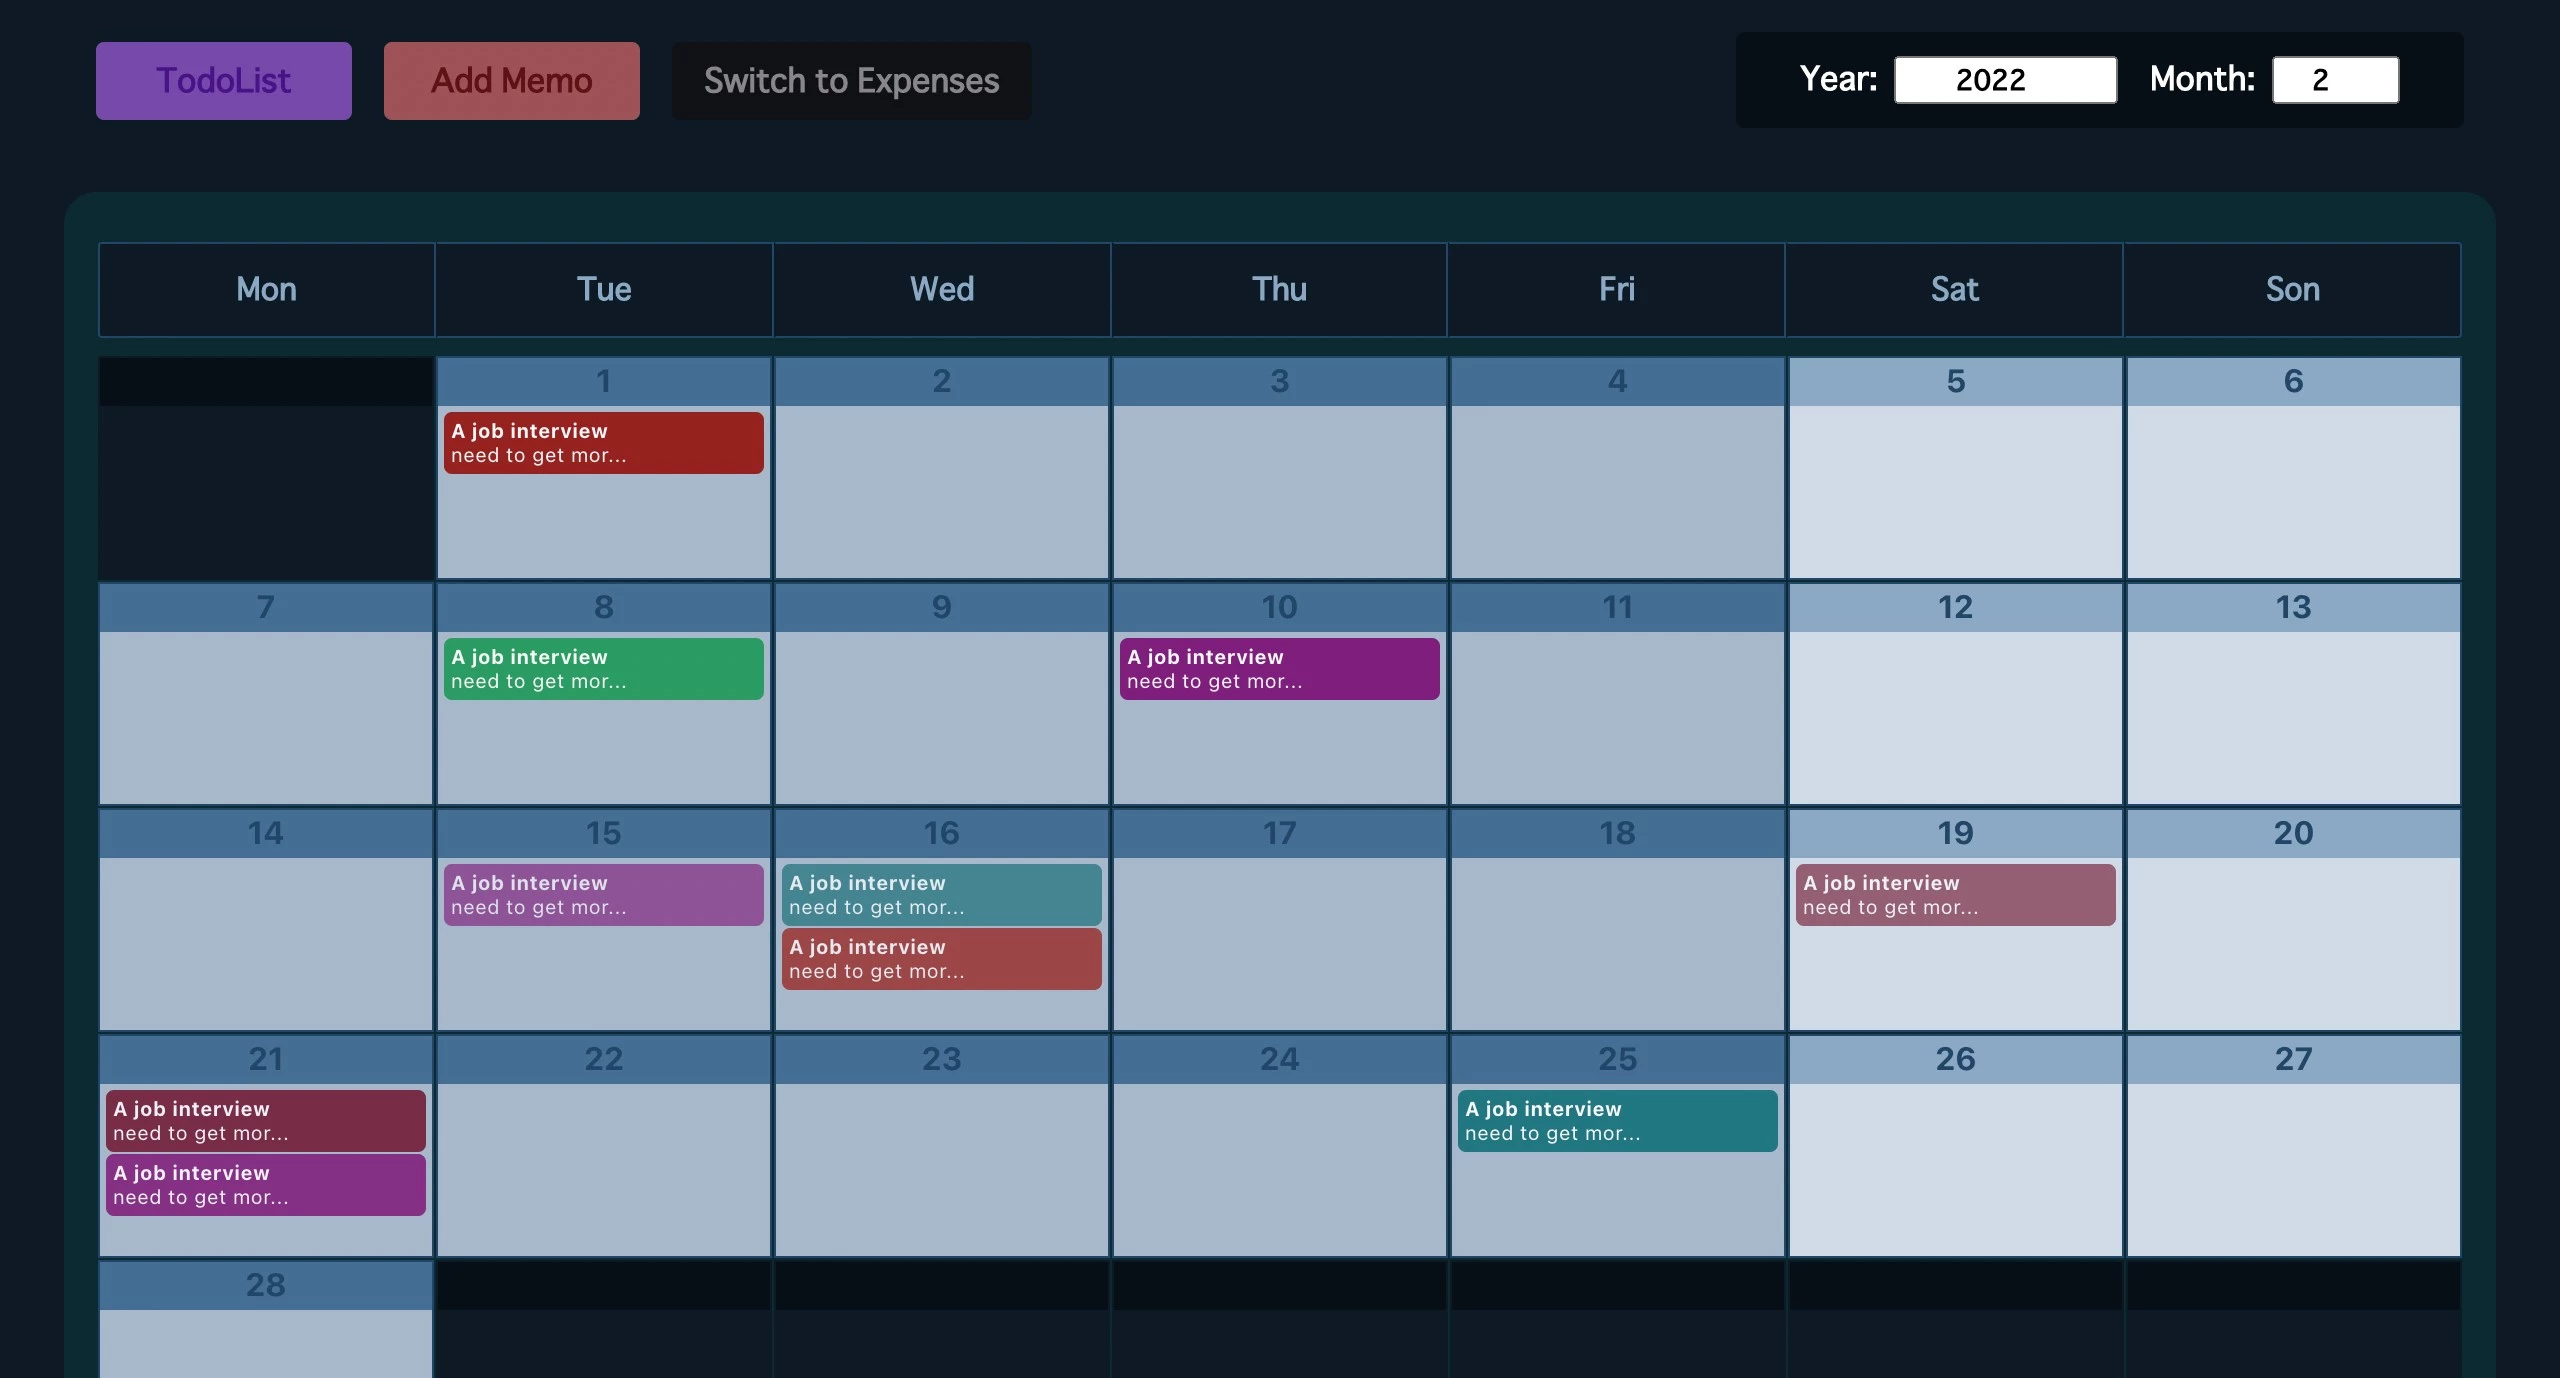 TodoList
Add Memo
Switch to Expenses
Year: 2022 Month: 2
Mon Tue Wed Thu Fri Sat Son
1 2 3 4 5 6
A job interview
need to get mor...
7 8 9 10 11 12 13
A job interview
need to get mor...
A job interview
need to get mor...
14 15 16 17 18 19 20
A job interview
need to get mor...
A job interview
need to get mor...
A job interview
need to get mor...
A job interview
need to get mor...
21 22 23 24 25 26 27
A job interview
need to get mor...
A job interview
need to get mor...
A job interview
need to get mor...
28